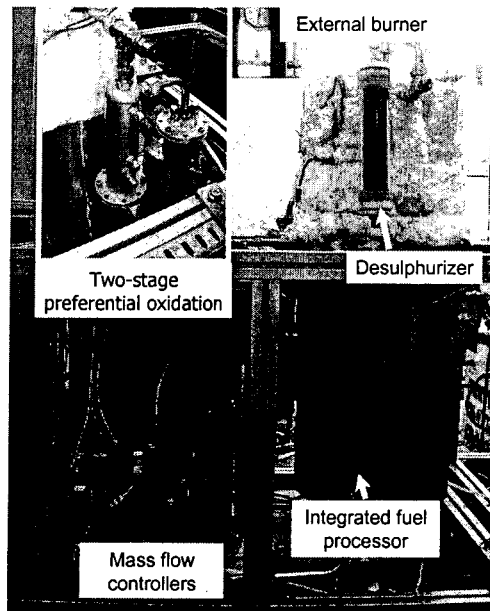 External burner
Desulphurizer
Two-stage
preferential oxidation
Integrated fuel
processor
Mass flow
controllers